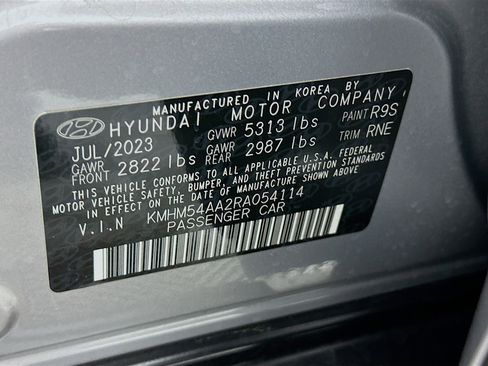 MANUFACTURED IN KOREA BY
HYUNDAI MOTOR COMPANY
JUL/2023 GVWR 5313 lbs PAINT R9S
GAWR FRONT 2822 lbs GAWR REAR 2987 lbs TRIM RNE
THIS VEHICLE CONFORMS TO ALL APPLICABLE U.S.A. FEDERAL
MOTOR VEHICLE SAFETY, BUMPER, AND THEFT PREVENTION STANDARDS
IN EFFECT ON THE DATE OF MANUFACTURE SHOWN ABOVE.
V.I.N KMHM54AA2RA054114
PASSENGER CAR